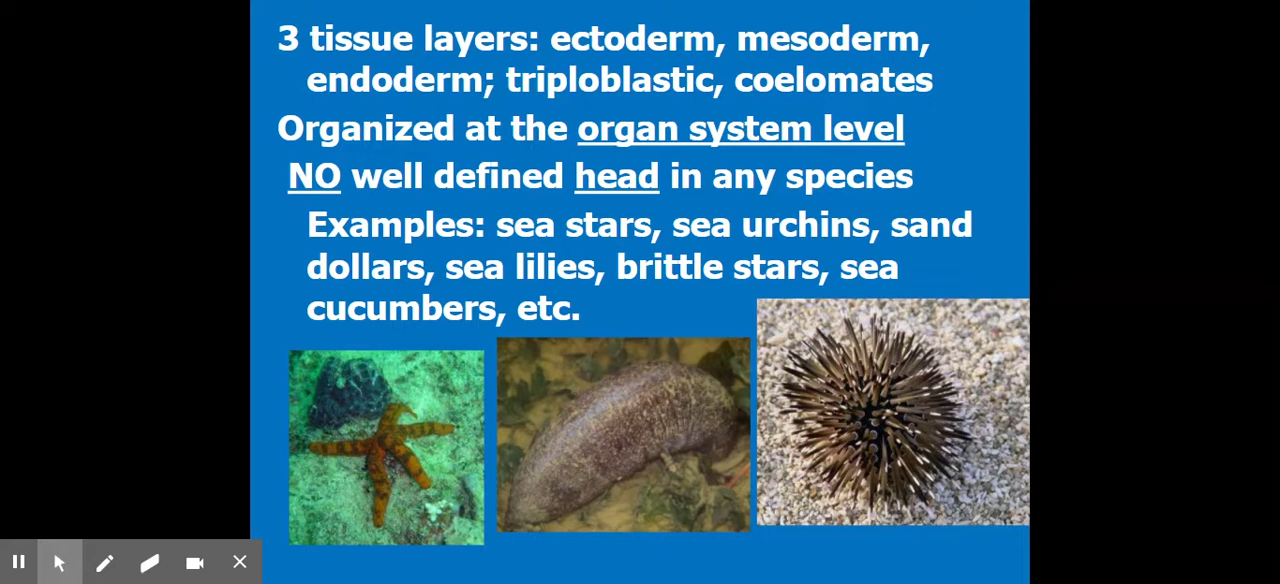 3 tissue layers: ectoderm, mesoderm,
endoderm; triploblastic, coelomates
Organized at the organ system level
NO well defined head in any species
Examples: sea stars, sea urchins, sand
dollars, sea lilies, brittle stars, sea
cucumbers, etc.